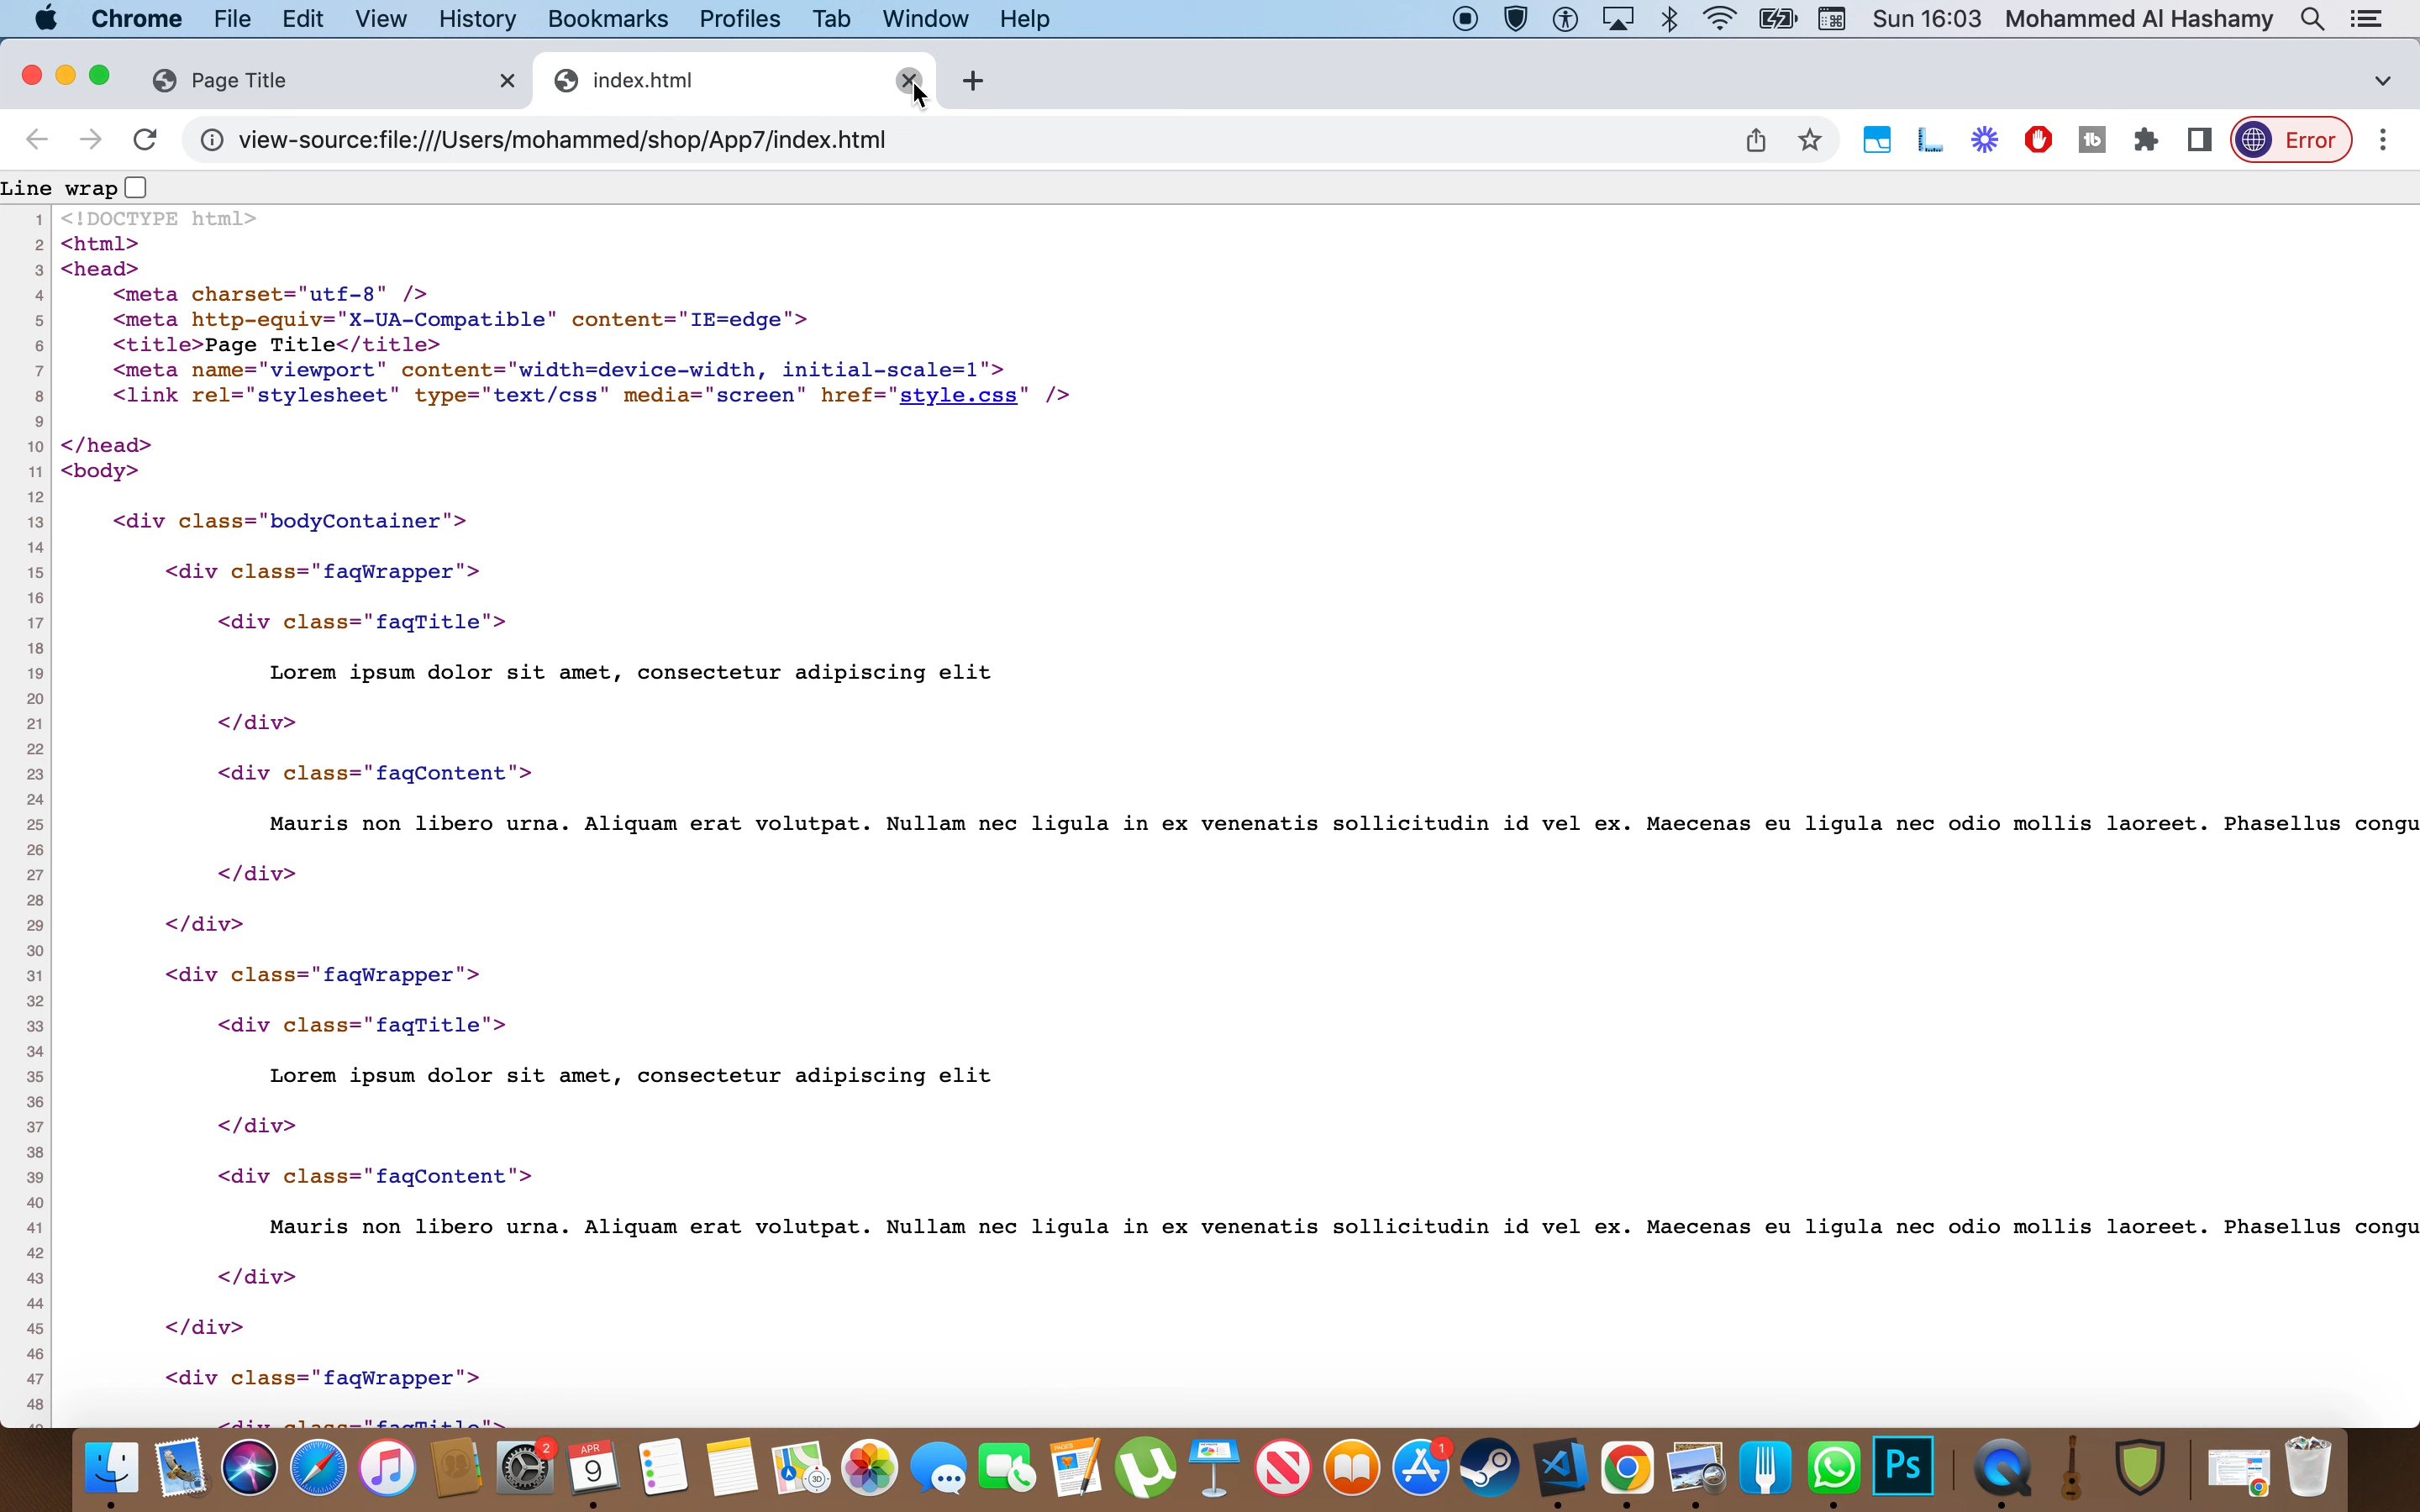 Chrome File Edit View History Bookmarks Profiles Tab Window Help Sun 16:03 Mohammed Al Hashamy
Page Title index.html
view-source:file:///Users/mohammed/shop/App7/index.html Error
Line wrap
1 <!DOCTYPE html>
2 <html>
3 <head>
4 <meta charset="utf-8" />
5 <meta http-equiv="X-UA-Compatible" content="IE=edge">
6 <title>Page Title</title>
7 <meta name="viewport" content="width=device-width, initial-scale=1">
8 <link rel="stylesheet" type="text/css" media="screen" href="style.css" />
9
10 </head>
11 <body>
12
13 <div class="bodyContainer">
14
15 <div class="faqWrapper">
16
17 <div class="faqTitle">
18
19 Lorem ipsum dolor sit amet, consectetur adipiscing elit
20
21 </div>
22
23 <div class="faqContent">
24
25 Mauris non libero urna. Aliquam erat volutpat. Nullam nec ligula in ex venenatis sollicitudin id vel ex. Maecenas eu ligula nec odio mollis laoreet. Phasellus congu
26
27 </div>
28
29 </div>
30
31 <div class="faqWrapper">
32
33 <div class="faqTitle">
34
35 Lorem ipsum dolor sit amet, consectetur adipiscing elit
36
37 </div>
38
39 <div class="faqContent">
40
41 Mauris non libero urna. Aliquam erat volutpat. Nullam nec ligula in ex venenatis sollicitudin id vel ex. Maecenas eu ligula nec odio mollis laoreet. Phasellus congu
42
43 </div>
44
45 </div>
46
47 <div class="faqWrapper">
48
49 <div class="faqTitle">
2 APR 9 3D PAGES 1 Ps